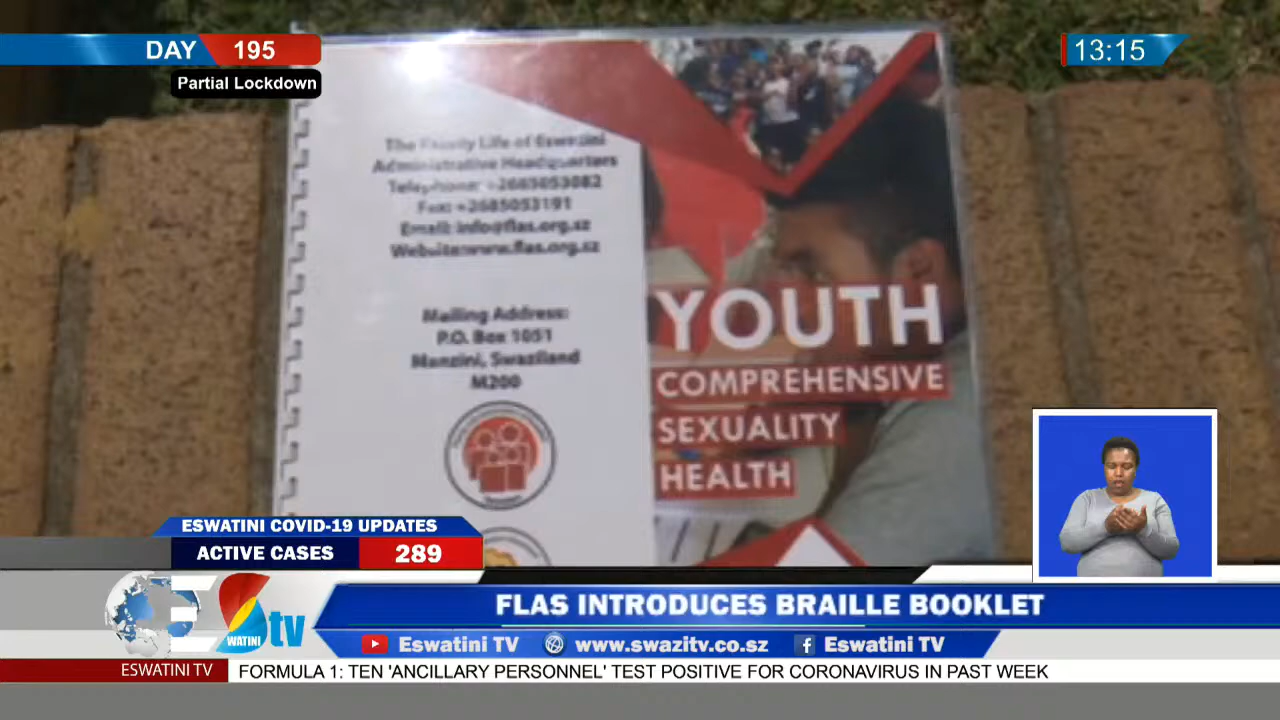 DAY 195
Partial Lockdown
13:15
The Family Life of Eswatini
Administrative Headquarters
Telephone: +2685053082
Fax: +2685053191
Email: info@flas.org.sz
Website:www.flas.org.sz
Mailing Address:
P.O. Box 1051
Manzini, Swaziland
M200
YOUTH
COMPREHENSIVE
SEXUALITY
HEALTH
ESWATINI COVID-19 UPDATES
ACTIVE CASES 289
E WATINI tv
FLAS INTRODUCES BRAILLE BOOKLET
Eswatini TV www.swazitv.co.sz Eswatini TV
ESWATINI TV FORMULA 1: TEN 'ANCILLARY PERSONNEL' TEST POSITIVE FOR CORONAVIRUS IN PAST WEEK